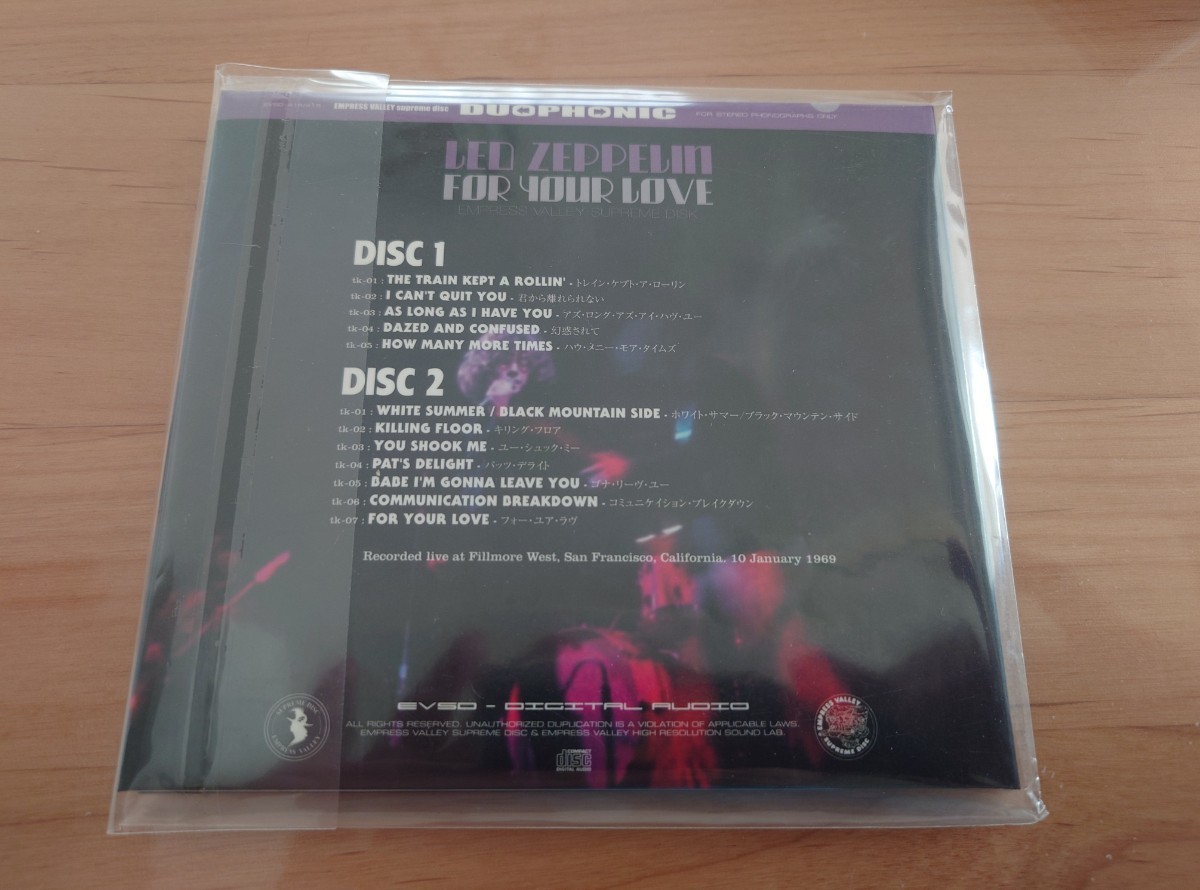 EMPRESS VALLEY supreme disc DUOPHONIC FOR STEREO PHONOGRAPHS ONLY
LED ZEPPELIN
FOR YOUR LOVE
EMPRESS VALLEY SUPREME DISK
DISC 1
tk-01 : THE TRAIN KEPT A ROLLIN' - トレイン・ケプト・ア・ローリン
tk-02 : I CAN'T QUIT YOU - 君から離れられない
tk-03 : AS LONG AS I HAVE YOU - アズ・ロング・アズ・アイ・ハヴ・ユー
tk-04 : DAZED AND CONFUSED - 幻惑されて
tk-05 : HOW MANY MORE TIMES - ハウ・メニー・モア・タイムズ
DISC 2
tk-01 : WHITE SUMMER / BLACK MOUNTAIN SIDE - ホワイト・サマー/ブラック・マウンテン・サイド
tk-02 : KILLING FLOOR - キリング・フロア
tk-03 : YOU SHOOK ME - ユー・シュック・ミー
tk-04 : PAT'S DELIGHT - パッツ・デライト
tk-05 : BABE I'M GONNA LEAVE YOU - ゴナ・リーヴ・ユー
tk-06 : COMMUNICATION BREAKDOWN - コミュニケイション・ブレイクダウン
tk-07 : FOR YOUR LOVE - フォー・ユア・ラヴ
Recorded live at Fillmore West, San Francisco, California. 10 January 1969
EVSD - DIGITAL AUDIO
ALL RIGHTS RESERVED. UNAUTHORIZED DUPLICATION IS A VIOLATION OF APPLICABLE LAWS.
EMPRESS VALLEY SUPREME DISC & EMPRESS VALLEY HIGH RESOLUTION SOUND LAB.
SUPREME DISC
EMPRESS VALLEY
COMPACT
disc
DIGITAL AUDIO
EMPRESS VALLEY
SUPREME DISC